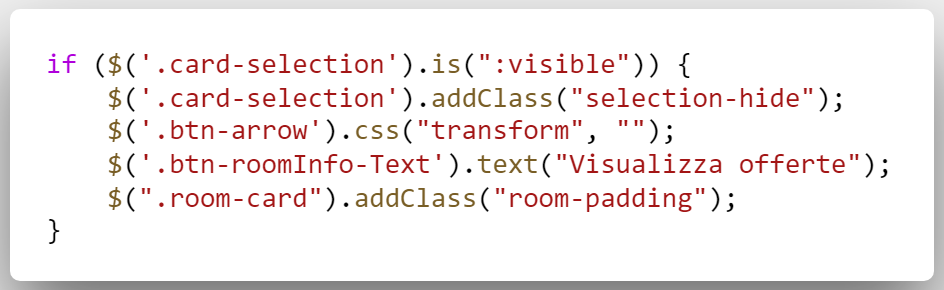 if ($('.card-selection').is(":visible")) {
    $('.card-selection').addClass("selection-hide");
    $('.btn-arrow').css("transform", "");
    $('.btn-roomInfo-Text').text("Visualizza offerte");
    $(".room-card").addClass("room-padding");
}